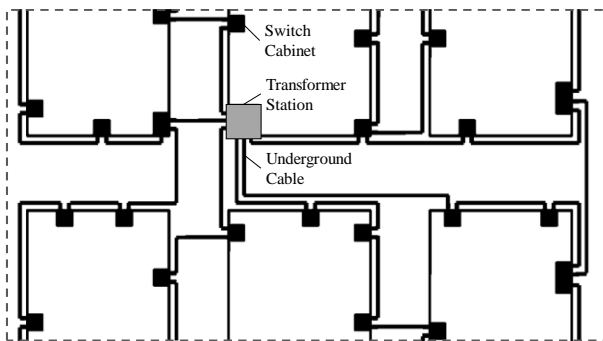 Switch
Cabinet
Transformer
Station
Underground
Cable